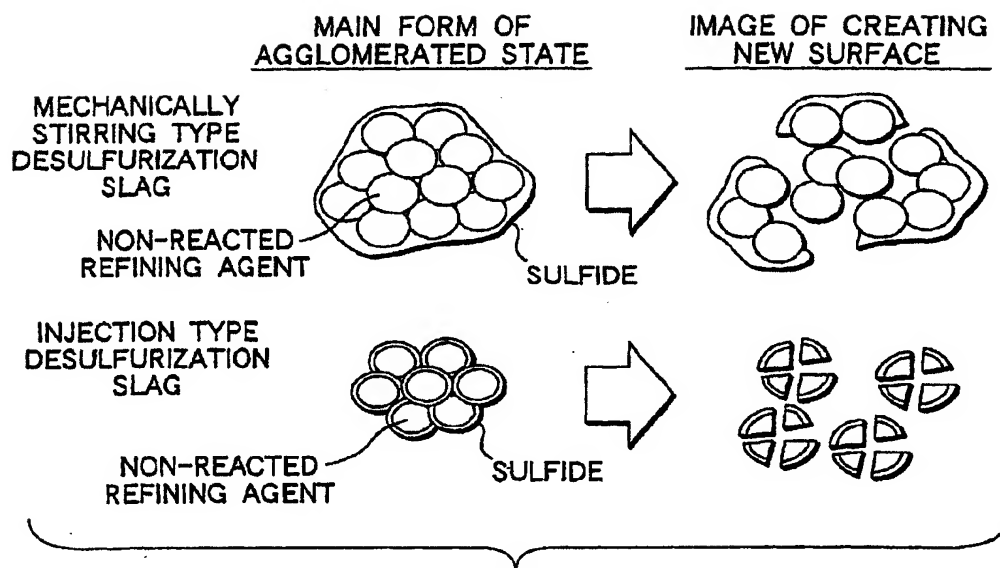 MAIN FORM OF
AGGLOMERATED STATE
IMAGE OF CREATING
NEW SURFACE
MECHANICALLY
STIRRING TYPE
DESULFURIZATION
SLAG
NON-REACTED
REFINING AGENT
SULFIDE
INJECTION TYPE
DESULFURIZATION
SLAG
NON-REACTED
REFINING AGENT
SULFIDE